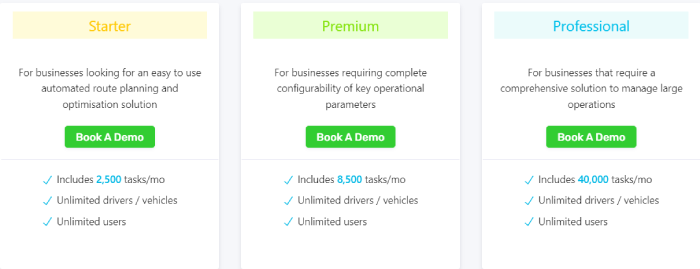 Starter
For businesses looking for an easy to use
automated route planning and
optimisation solution
Book A Demo
Includes 2,500 tasks/mo
Unlimited drivers / vehicles
Unlimited users
Premium
For businesses requiring complete
configurability of key operational
parameters
Book A Demo
Includes 8,500 tasks/mo
Unlimited drivers / vehicles
Unlimited users
Professional
For businesses that require a
comprehensive solution to manage large
operations
Book A Demo
Includes 40,000 tasks/mo
Unlimited drivers / vehicles
Unlimited users